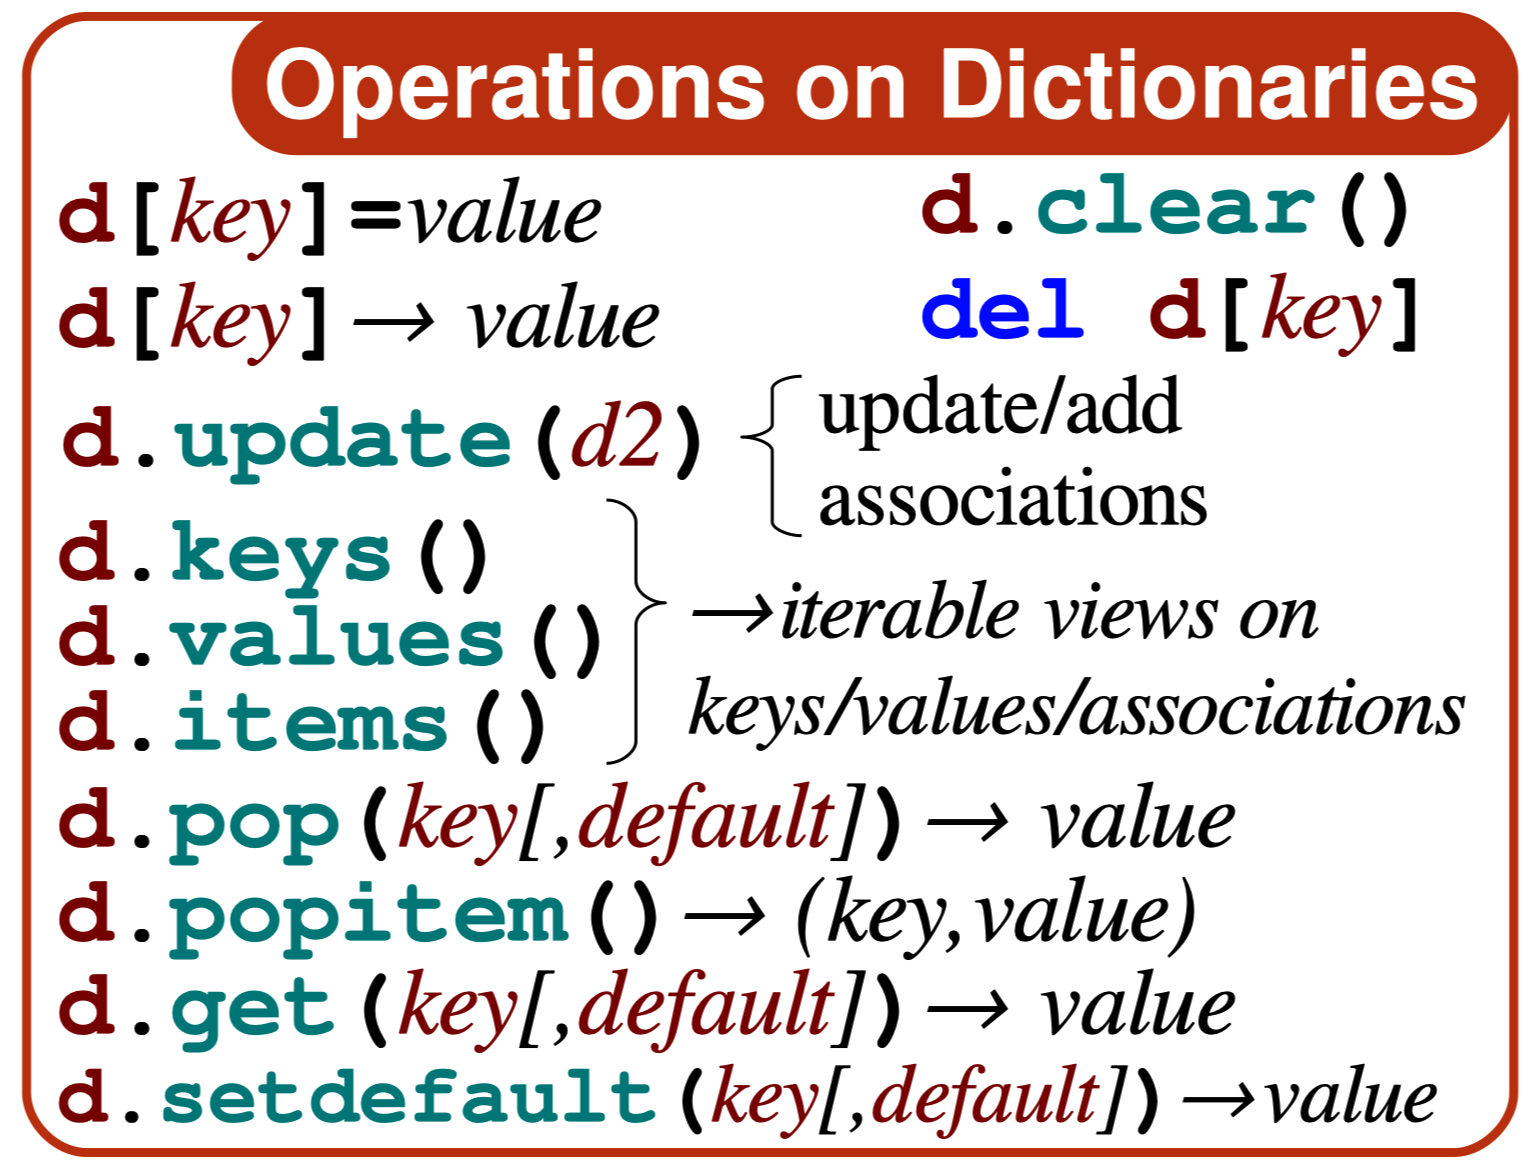 Operations on Dictionaries
d[key]=value
d.clear()
d[key]→ value
del d[key]
d.update(d2)
update/add
associations
d.keys()
d.values()
d.items()
→iterable views on
keys/values/associations
d.pop(key[,default])→ value
d.popitem()→ (key,value)
d.get(key[,default])→ value
d.setdefault(key[,default])→value